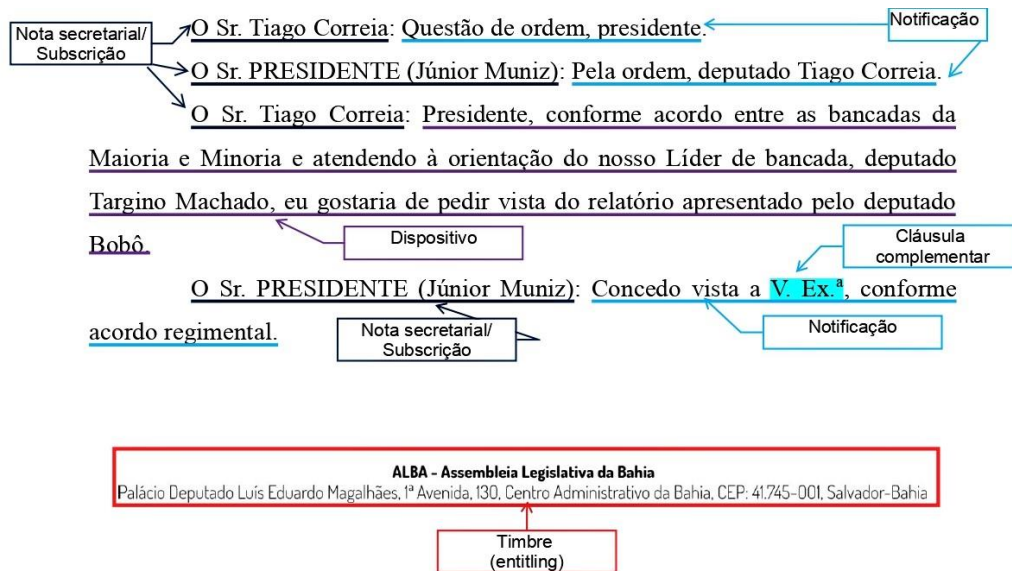 Nota secretarial/
Subscrição
O Sr. Tiago Correia: Questão de ordem, presidente.
Notificação
O Sr. PRESIDENTE (Júnior Muniz): Pela ordem, deputado Tiago Correia.
O Sr. Tiago Correia: Presidente, conforme acordo entre as bancadas da
Maioria e Minoria e atendendo à orientação do nosso Líder de bancada, deputado
Targino Machado, eu gostaria de pedir vista do relatório apresentado pelo deputado
Bobô.
Dispositivo
Cláusula
complementar
O Sr. PRESIDENTE (Júnior Muniz): Concedo vista a V. Ex.ª, conforme
acordo regimental.
Nota secretarial/
Subscrição
Notificação
ALBA - Assembleia Legislativa da Bahia
Palácio Deputado Luís Eduardo Magalhães, 1ª Avenida, 130, Centro Administrativo da Bahia, CEP: 41.745-001, Salvador-Bahia
Timbre
(entitling)